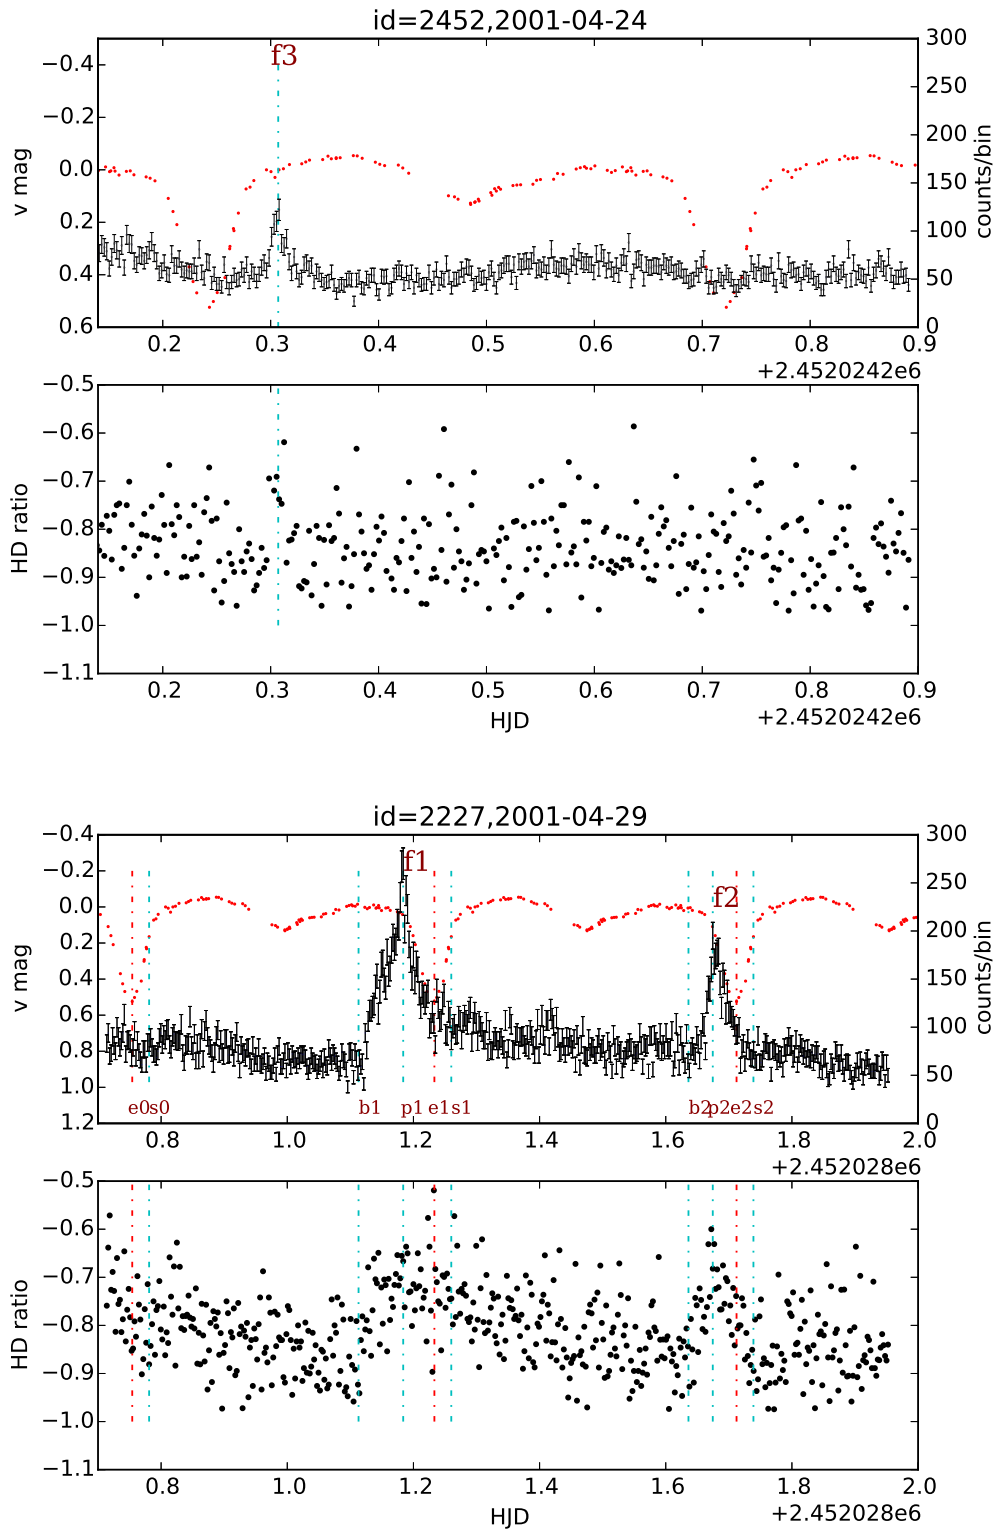 id=2452,2001-04-24
f3
v mag
counts/bin
−0.4
−0.2
0.0
0.2
0.4
0.6
300
250
200
150
100
50
0
0.2 0.3 0.4 0.5 0.6 0.7 0.8 0.9
+2.4520242e6
HD ratio
−0.5
−0.6
−0.7
−0.8
−0.9
−1.0
−1.1
0.2 0.3 0.4 0.5 0.6 0.7 0.8 0.9
HJD
+2.4520242e6
id=2227,2001-04-29
f1
f2
v mag
counts/bin
−0.4
−0.2
0.0
0.2
0.4
0.6
0.8
1.0
1.2
300
250
200
150
100
50
0
e0s0 b1 p1 e1s1 b2p2e2s2
0.8 1.0 1.2 1.4 1.6 1.8 2.0
+2.452028e6
HD ratio
−0.5
−0.6
−0.7
−0.8
−0.9
−1.0
−1.1
0.8 1.0 1.2 1.4 1.6 1.8 2.0
HJD
+2.452028e6